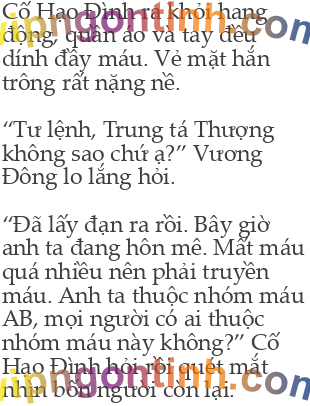 Cố Hạo Đình ra khỏi hang
động, quần áo và tay đều
dính đầy máu. Vẻ mặt hắn
trông rất nặng nề.
“Tư lệnh, Trung tá Thượng
không sao chứ ạ?” Vương
Đông lo lắng hỏi.
“Đã lấy đạn ra rồi. Bây giờ
anh ta đang hôn mê. Mất máu
quá nhiều nên phải truyền
máu. Anh ta thuộc nhóm máu
AB, mọi người có ai thuộc
nhóm máu này không?” Cố
Hạo Đình hỏi rồi quét mắt
nhìn bốn người còn lại.
vipngontinh.com
vipngontinh.com